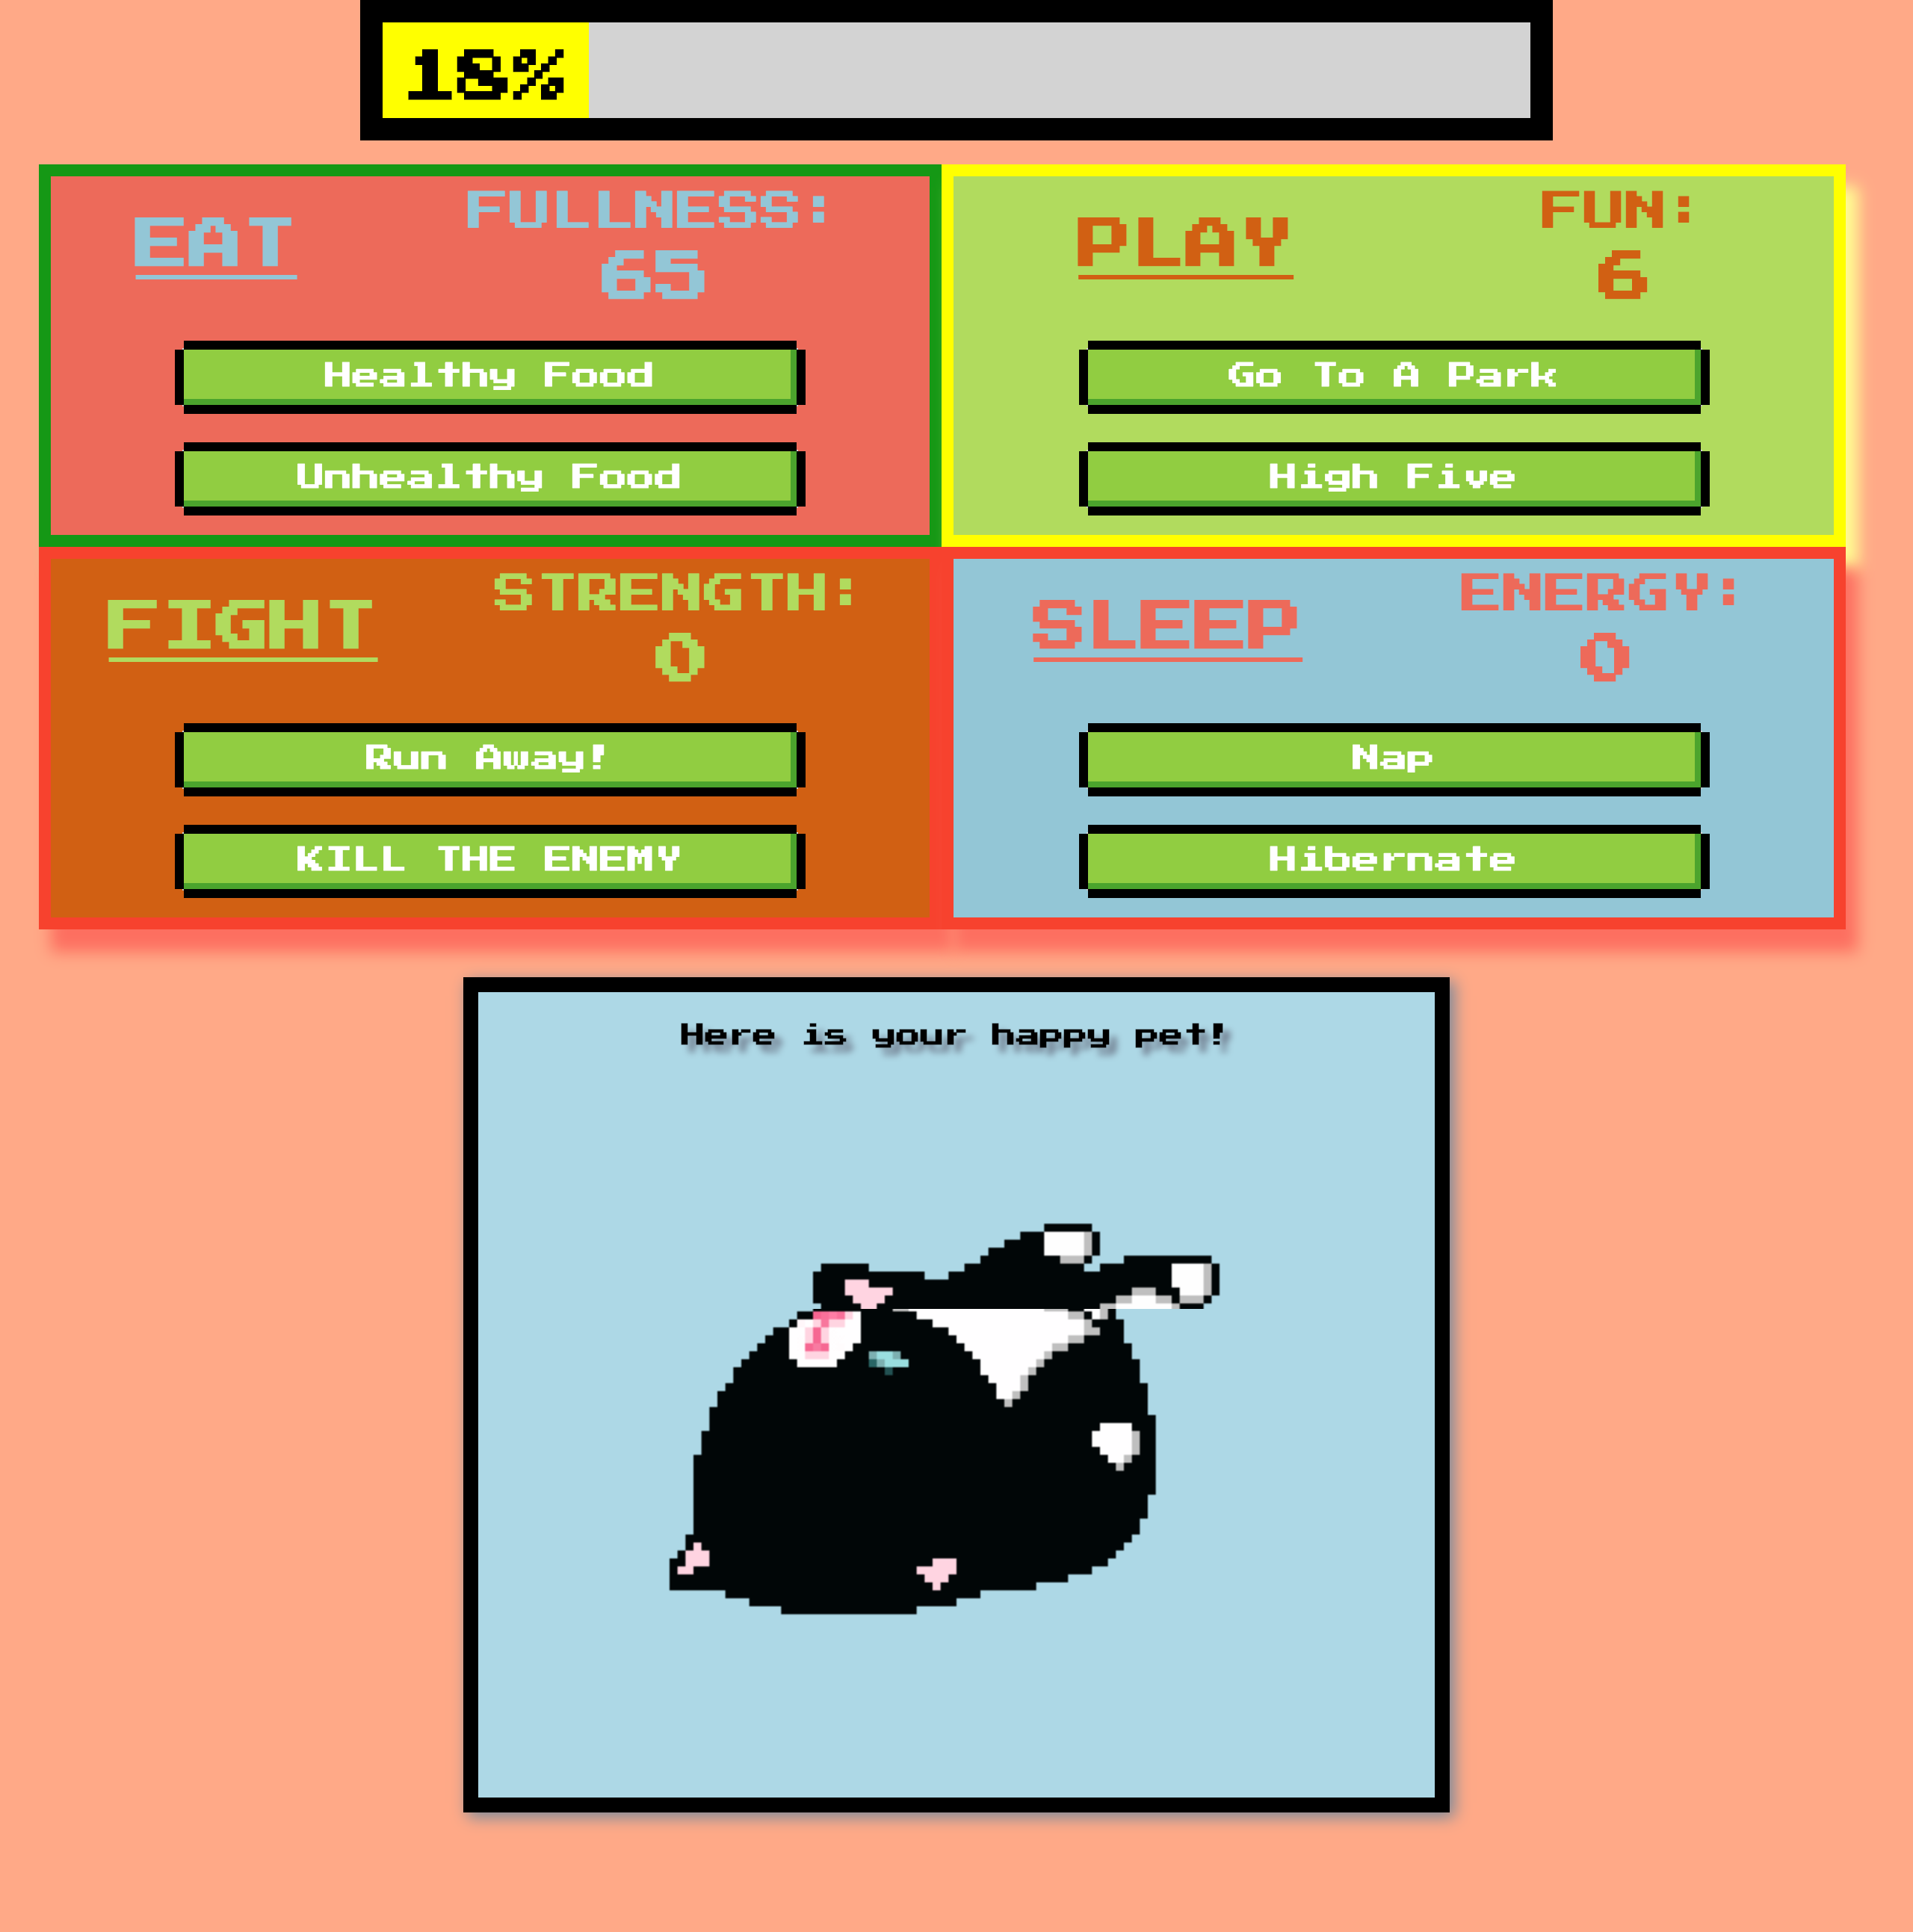 18%
EAT
FULLNESS:
65
Healthy Food
Unhealthy Food
PLAY
FUN:
6
Go To A Park
High Five
FIGHT
STRENGTH:
0
Run Away!
KILL THE ENEMY
SLEEP
ENERGY:
0
Nap
Hibernate
Here is your happy pet!